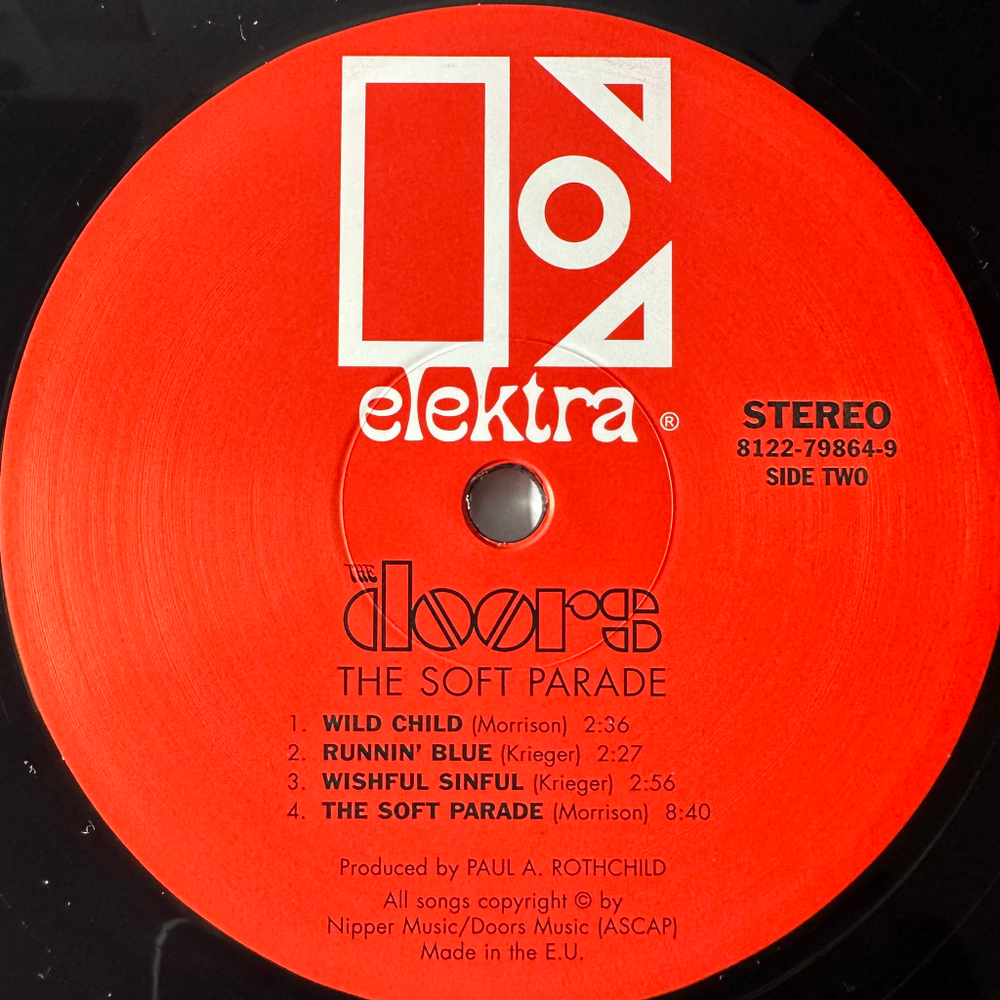 elektra ®
STEREO
8122-79864-9
SIDE TWO
THE
doors
THE SOFT PARADE
1. WILD CHILD (Morrison) 2:36
2. RUNNIN' BLUE (Krieger) 2:27
3. WISHFUL SINFUL (Krieger) 2:56
4. THE SOFT PARADE (Morrison) 8:40
Produced by PAUL A. ROTHCHILD
All songs copyright © by
Nipper Music/Doors Music (ASCAP)
Made in the E.U.